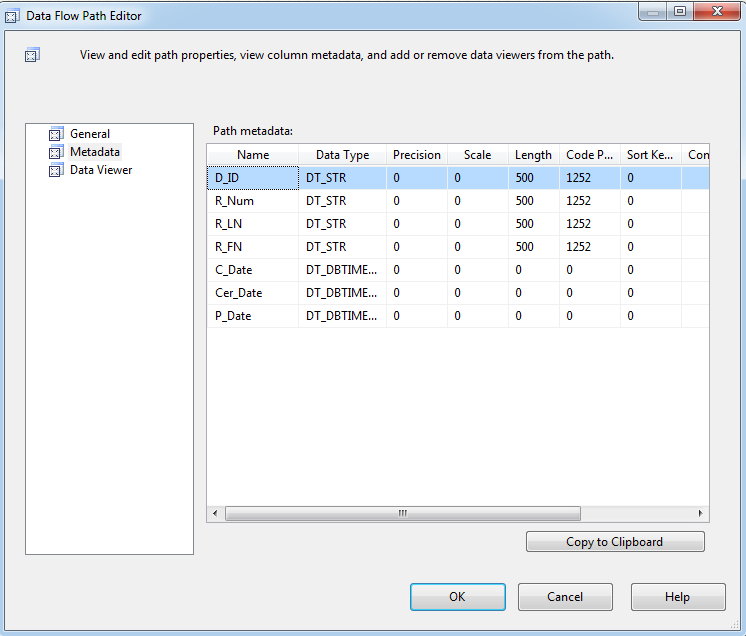 Data Flow Path Editor
View and edit path properties, view column metadata, and add or remove data viewers from the path.
General
Metadata
Data Viewer
Path metadata:
Name Data Type Precision Scale Length Code P... Sort Ke... Con
D_ID DT_STR 0 0 500 1252 0
R_Num DT_STR 0 0 500 1252 0
R_LN DT_STR 0 0 500 1252 0
R_FN DT_STR 0 0 500 1252 0
C_Date DT_DBTIME... 0 0 0 0 0
Cer_Date DT_DBTIME... 0 0 0 0 0
P_Date DT_DBTIME... 0 0 0 0 0
Copy to Clipboard
OK Cancel Help